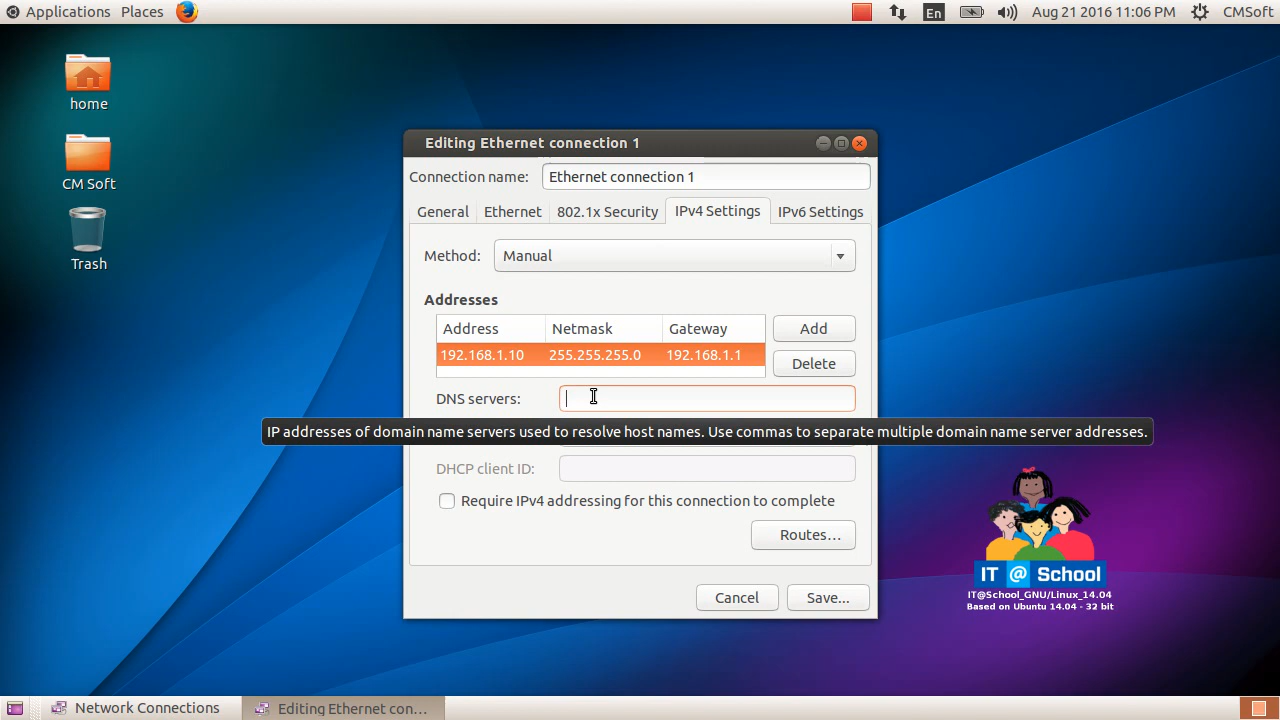 Applications Places En Aug 21 2016 11:06 PM CMSoft
home
CM Soft
Trash
Editing Ethernet connection 1
Connection name: Ethernet connection 1
General Ethernet 802.1x Security IPv4 Settings IPv6 Settings
Method: Manual
Addresses
Address Netmask Gateway Add
192.168.1.10 255.255.255.0 192.168.1.1
Delete
DNS servers:
IP addresses of domain name servers used to resolve host names. Use commas to separate multiple domain name server addresses.
DHCP client ID:
Require IPv4 addressing for this connection to complete
Routes…
Cancel Save...
IT @ School
IT@School_GNU/Linux_14.04
Based on Ubuntu 14.04 - 32 bit
Network Connections Editing Ethernet con...